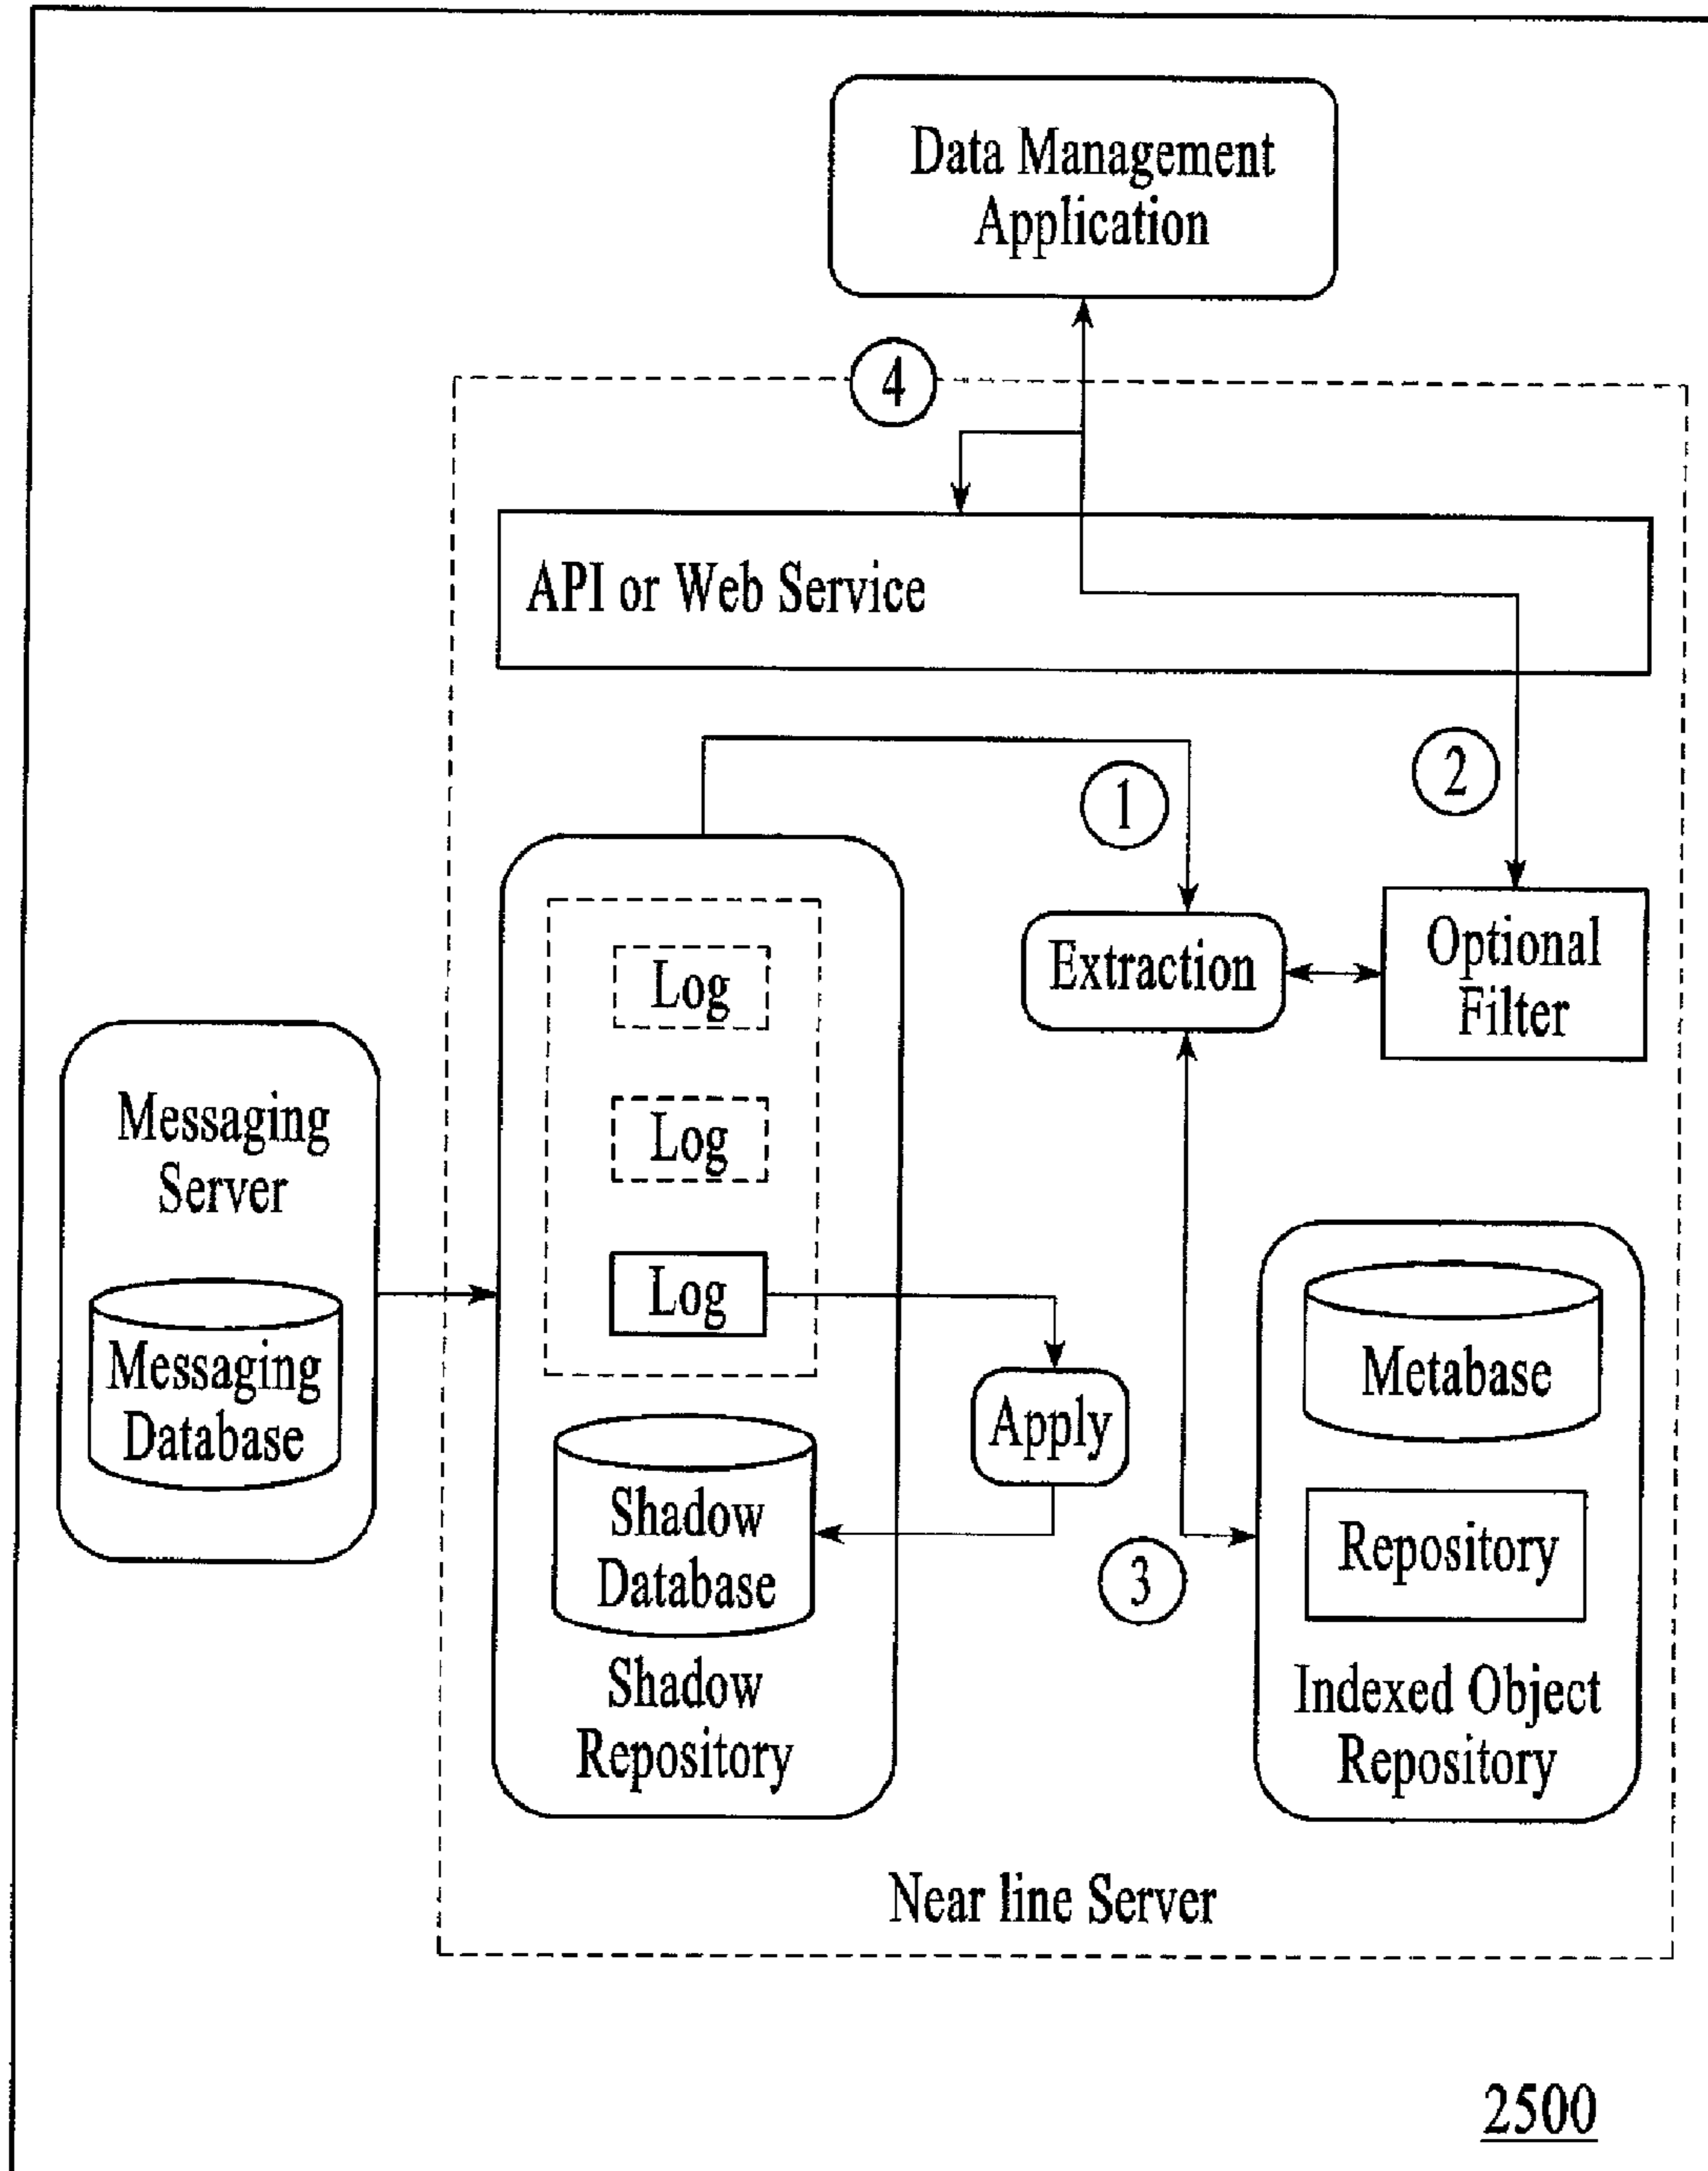 Data Management
Application
4
API or Web Service
1
2
Log
Extraction
Optional
Filter
Log
Messaging
Server
Log
Messaging
Database
Apply
Metabase
Shadow
Database
3
Repository
Shadow
Repository
Indexed Object
Repository
Near line Server
2500